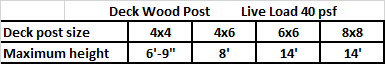 Deck Wood Post Live Load 40 psf
Deck post size 4x4 4x6 6x6 8x8
Maximum height 6'-9" 8' 14' 14'